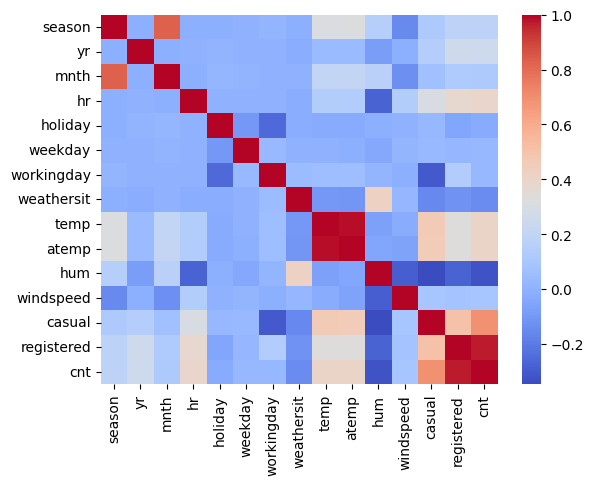 season
yr
mnth
hr
holiday
weekday
workingday
weathersit
temp
atemp
hum
windspeed
casual
registered
cnt
season
yr
mnth
hr
holiday
weekday
workingday
weathersit
temp
atemp
hum
windspeed
casual
registered
cnt
1.0
0.8
0.6
0.4
0.2
0.0
−0.2